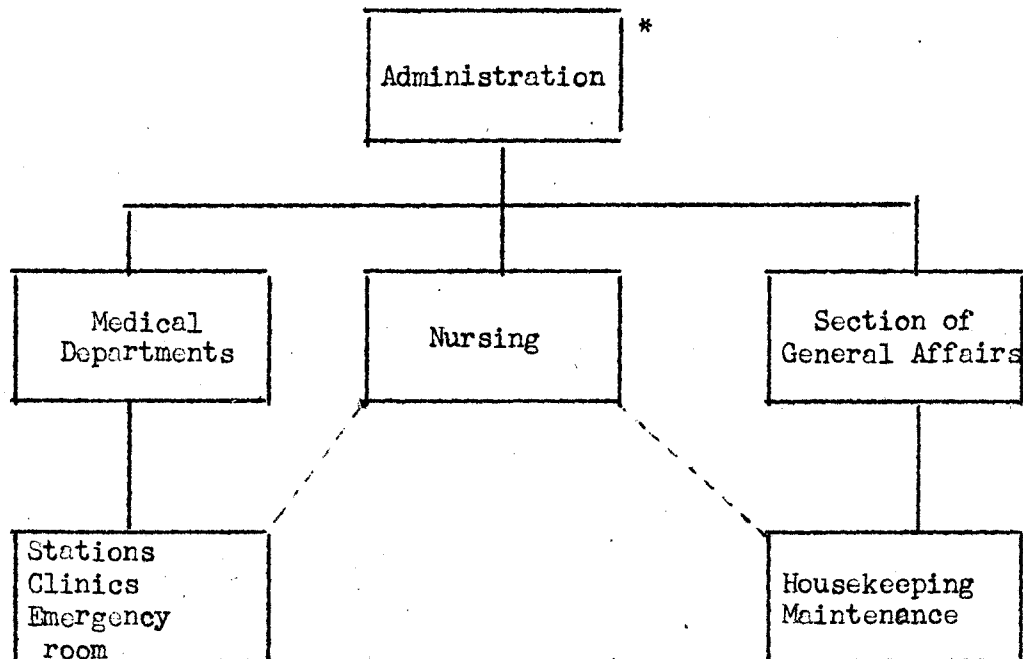 *
Administration
Medical
Departments
Nursing
Section of
General Affairs
Stations
Clinics
Emergency
room
Housekeeping
Maintenance